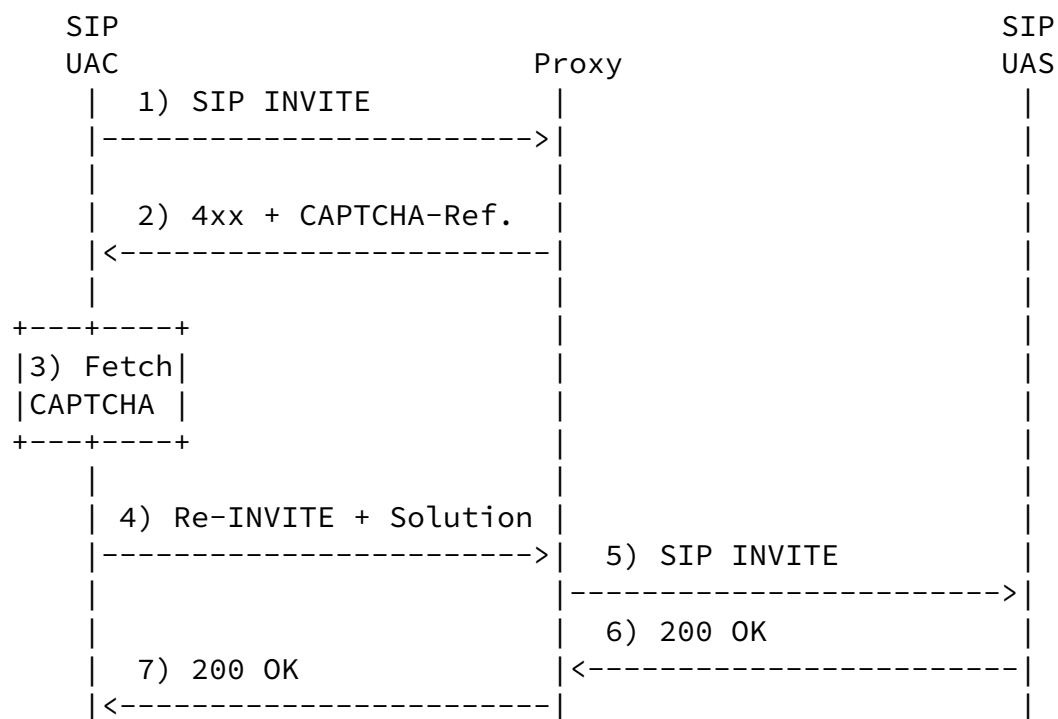 SIP SIP
UAC Proxy UAS
1) SIP INVITE
2) 4xx + CAPTCHA-Ref.
3) Fetch
CAPTCHA
4) Re-INVITE + Solution
5) SIP INVITE
6) 200 OK
7) 200 OK